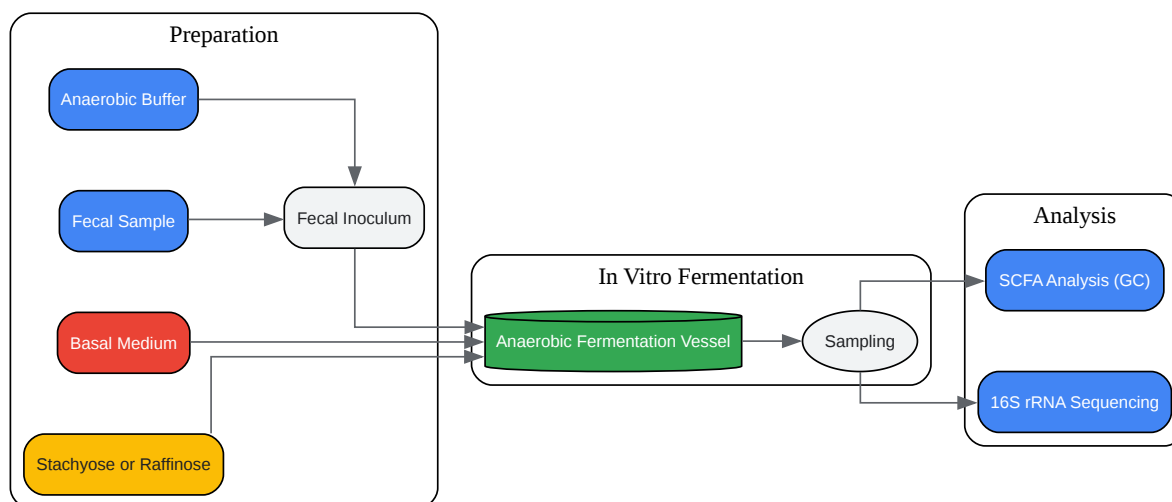 Preparation
Anaerobic Buffer
Fecal Sample
Fecal Inoculum
Basal Medium
Stachyose or Raffinose
In Vitro Fermentation
Anaerobic Fermentation Vessel
Sampling
Analysis
SCFA Analysis (GC)
16S rRNA Sequencing